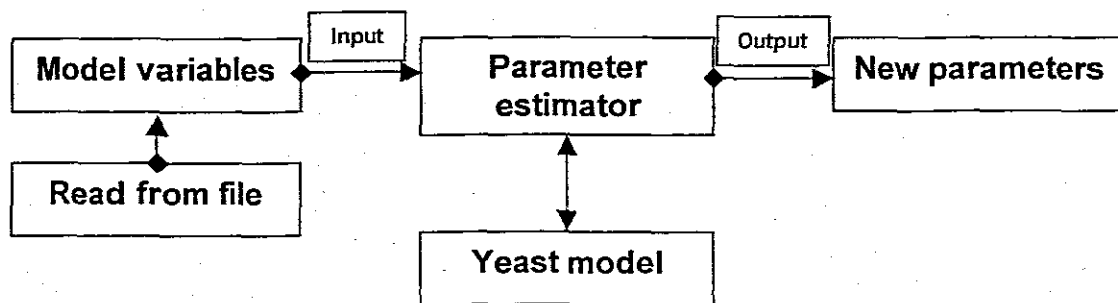 Input
Output
Model variables
Parameter
estimator
New parameters
Read from file
Yeast model